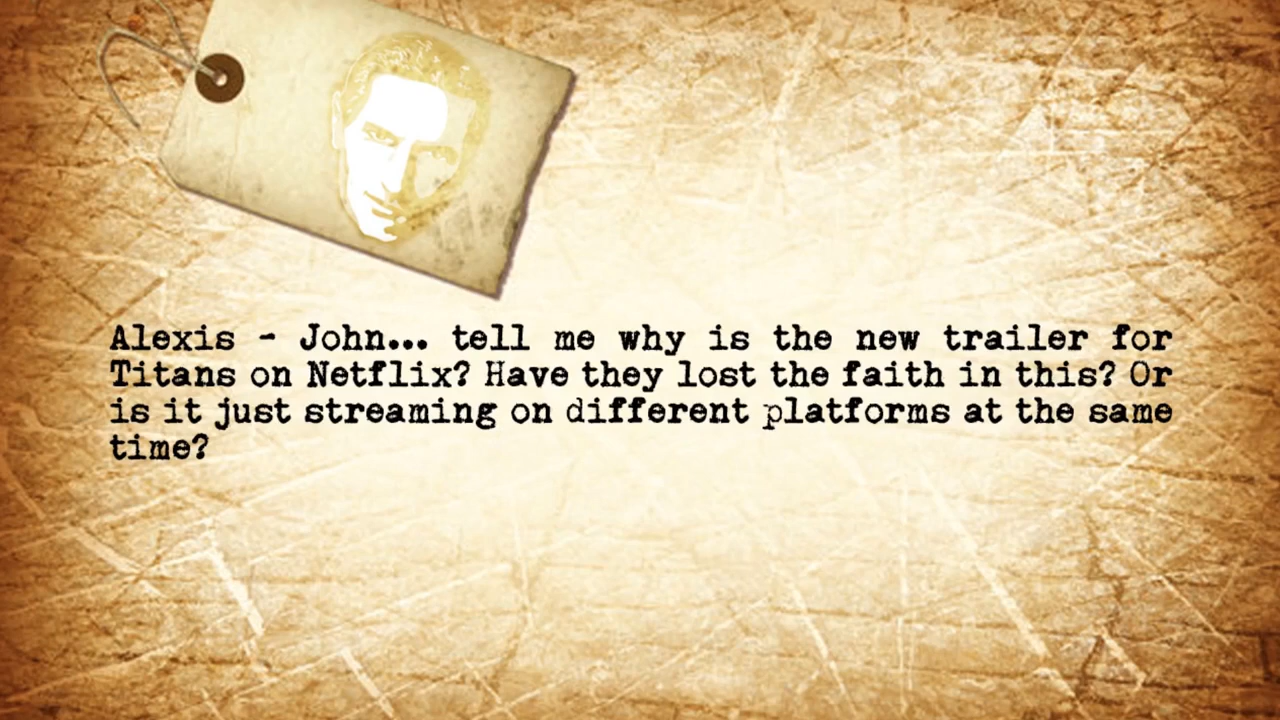 Alexis - John... tell me why is the new trailer for
Titans on Netflix? Have they lost the faith in this? Or
is it just streaming on different platforms at the same
time?